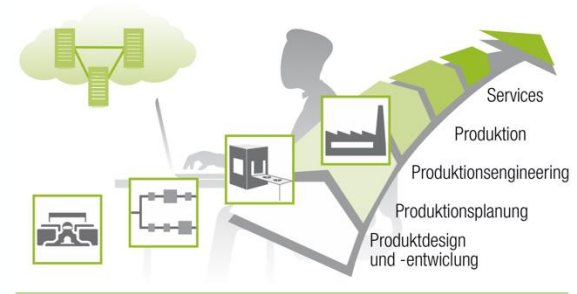 Services
Produktion
Produktionsengineering
Produktionsplanung
Produktdesign
und -entwiclung